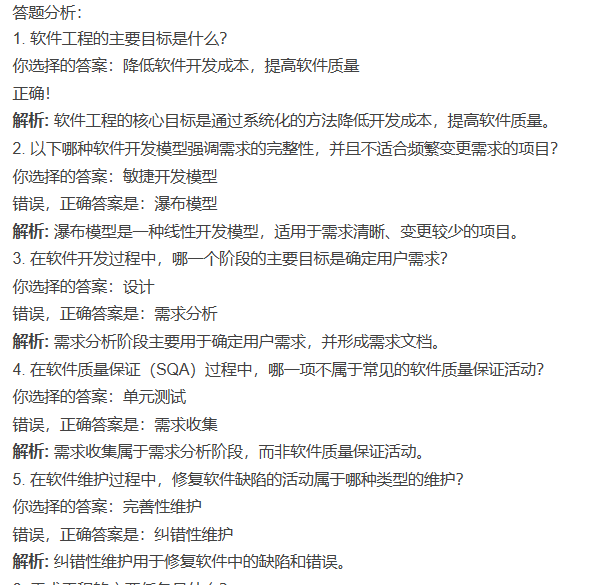 答题分析：
1. 软件工程的主要目标是什么？
你选择的答案：降低软件开发成本，提高软件质量
正确！
解析: 软件工程的核心目标是通过系统化的方法降低开发成本，提高软件质量。
2. 以下哪种软件开发模型强调需求的完整性，并且不适合频繁变更需求的项目？
你选择的答案：敏捷开发模型
错误，正确答案是：瀑布模型
解析: 瀑布模型是一种线性开发模型，适用于需求清晰、变更较少的项目。
3. 在软件开发过程中，哪一个阶段的主要目标是确定用户需求？
你选择的答案：设计
错误，正确答案是：需求分析
解析: 需求分析阶段主要用于确定用户需求，并形成需求文档。
4. 在软件质量保证（SQA）过程中，哪一项不属于常见的软件质量保证活动？
你选择的答案：单元测试
错误，正确答案是：需求收集
解析: 需求收集属于需求分析阶段，而非软件质量保证活动。
5. 在软件维护过程中，修复软件缺陷的活动属于哪种类型的维护？
你选择的答案：完善性维护
错误，正确答案是：纠错性维护
解析: 纠错性维护用于修复软件中的缺陷和错误。